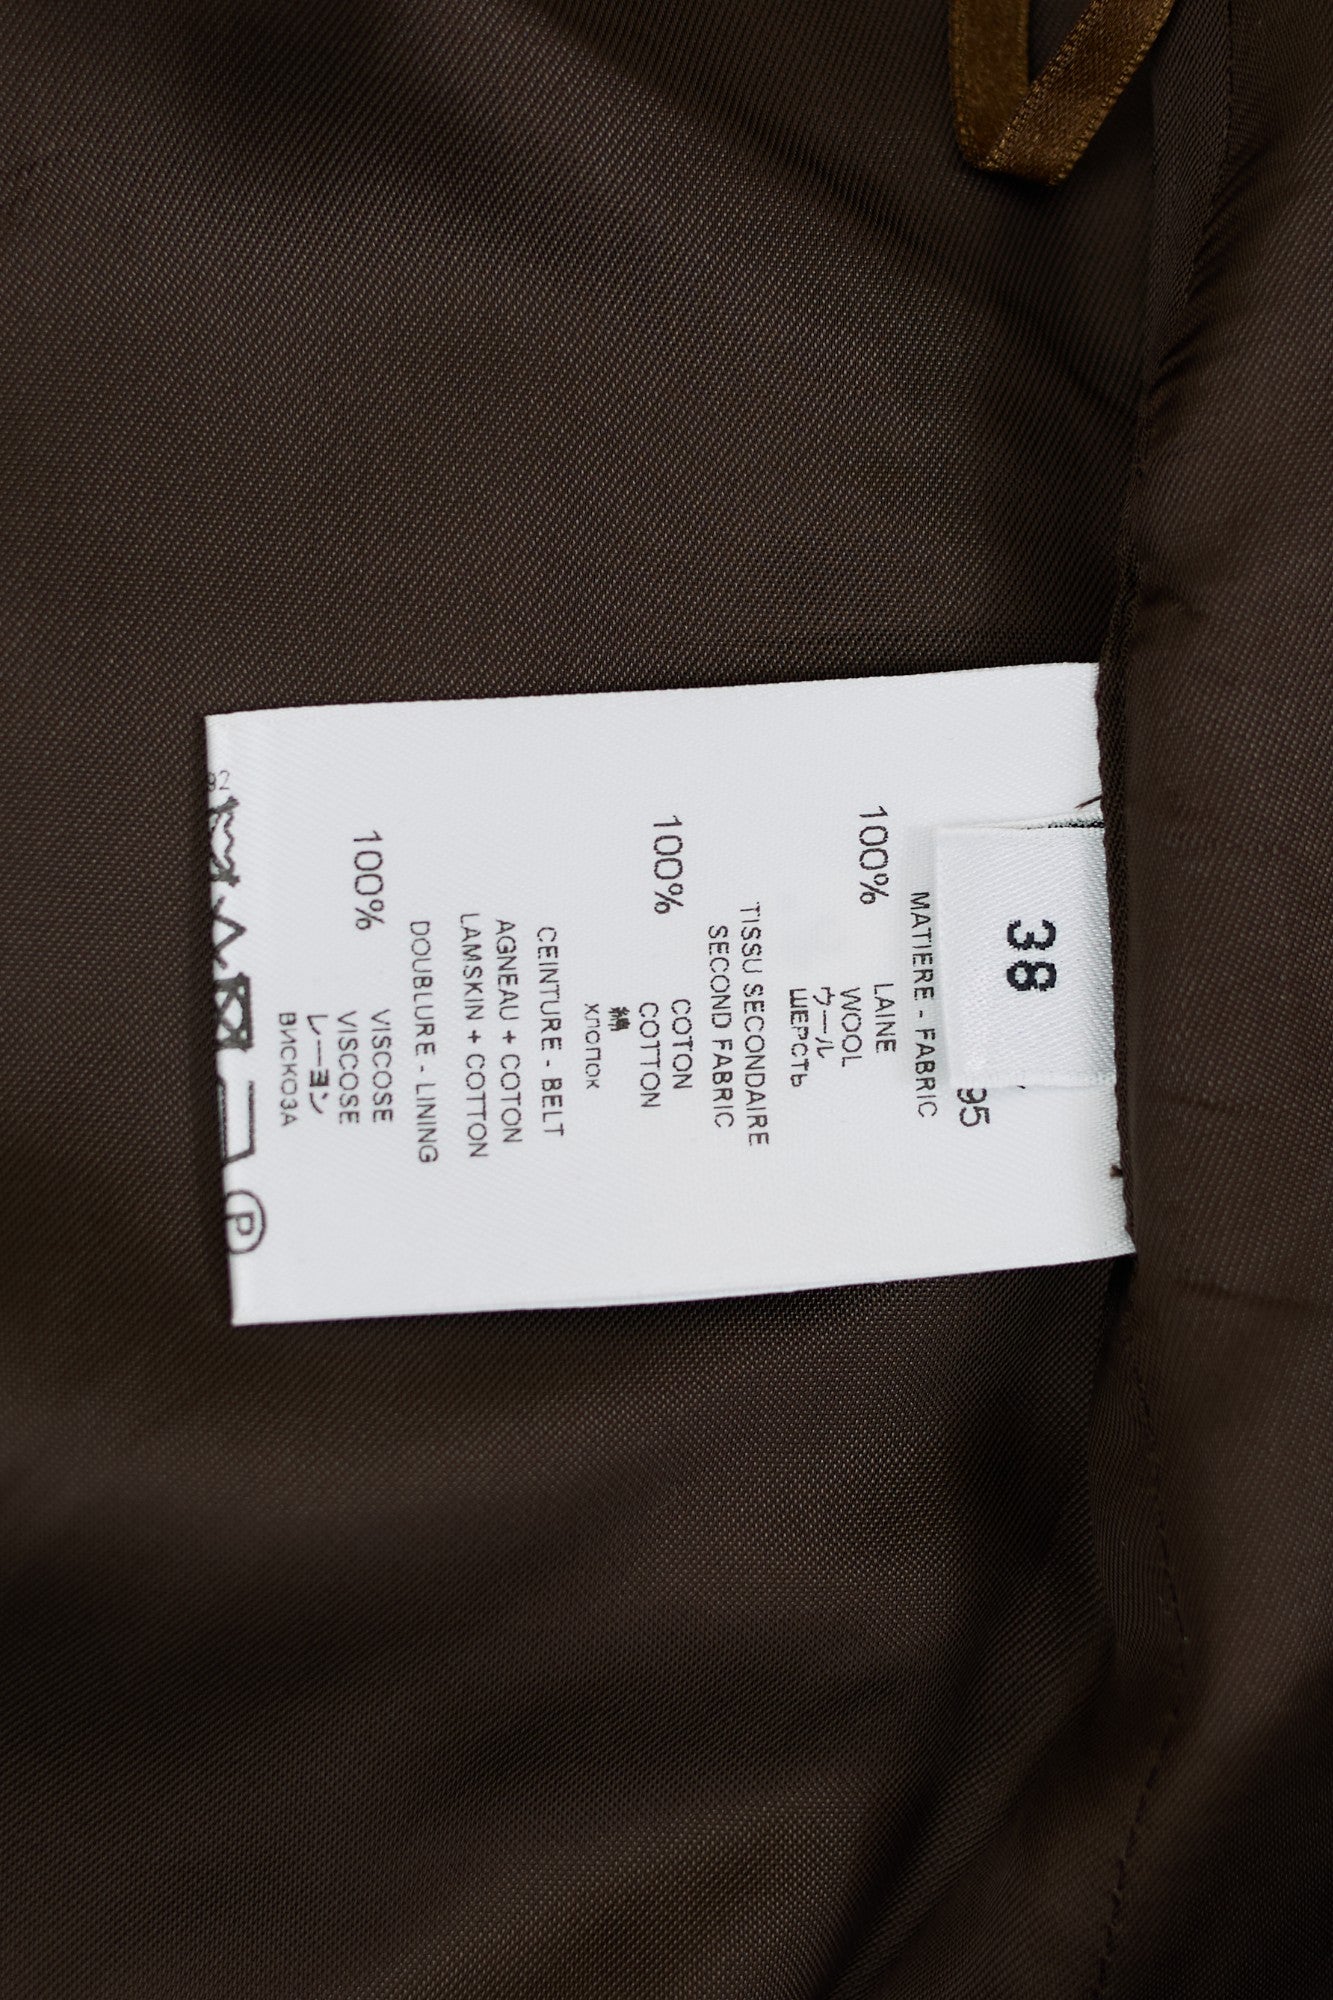 38
95
MATIERE - FABRIC
100% LAINE
WOOL
ウール
ШЕРСТЬ
TISSU SECONDAIRE
SECOND FABRIC
100% COTON
COTTON
綿
ХЛОПОК
CEINTURE - BELT
AGNEAU + COTON
LAMSKIN + COTTON
DOUBLURE - LINING
100% VISCOSE
VISCOSE
レーヨン
ВИСКОЗА
P